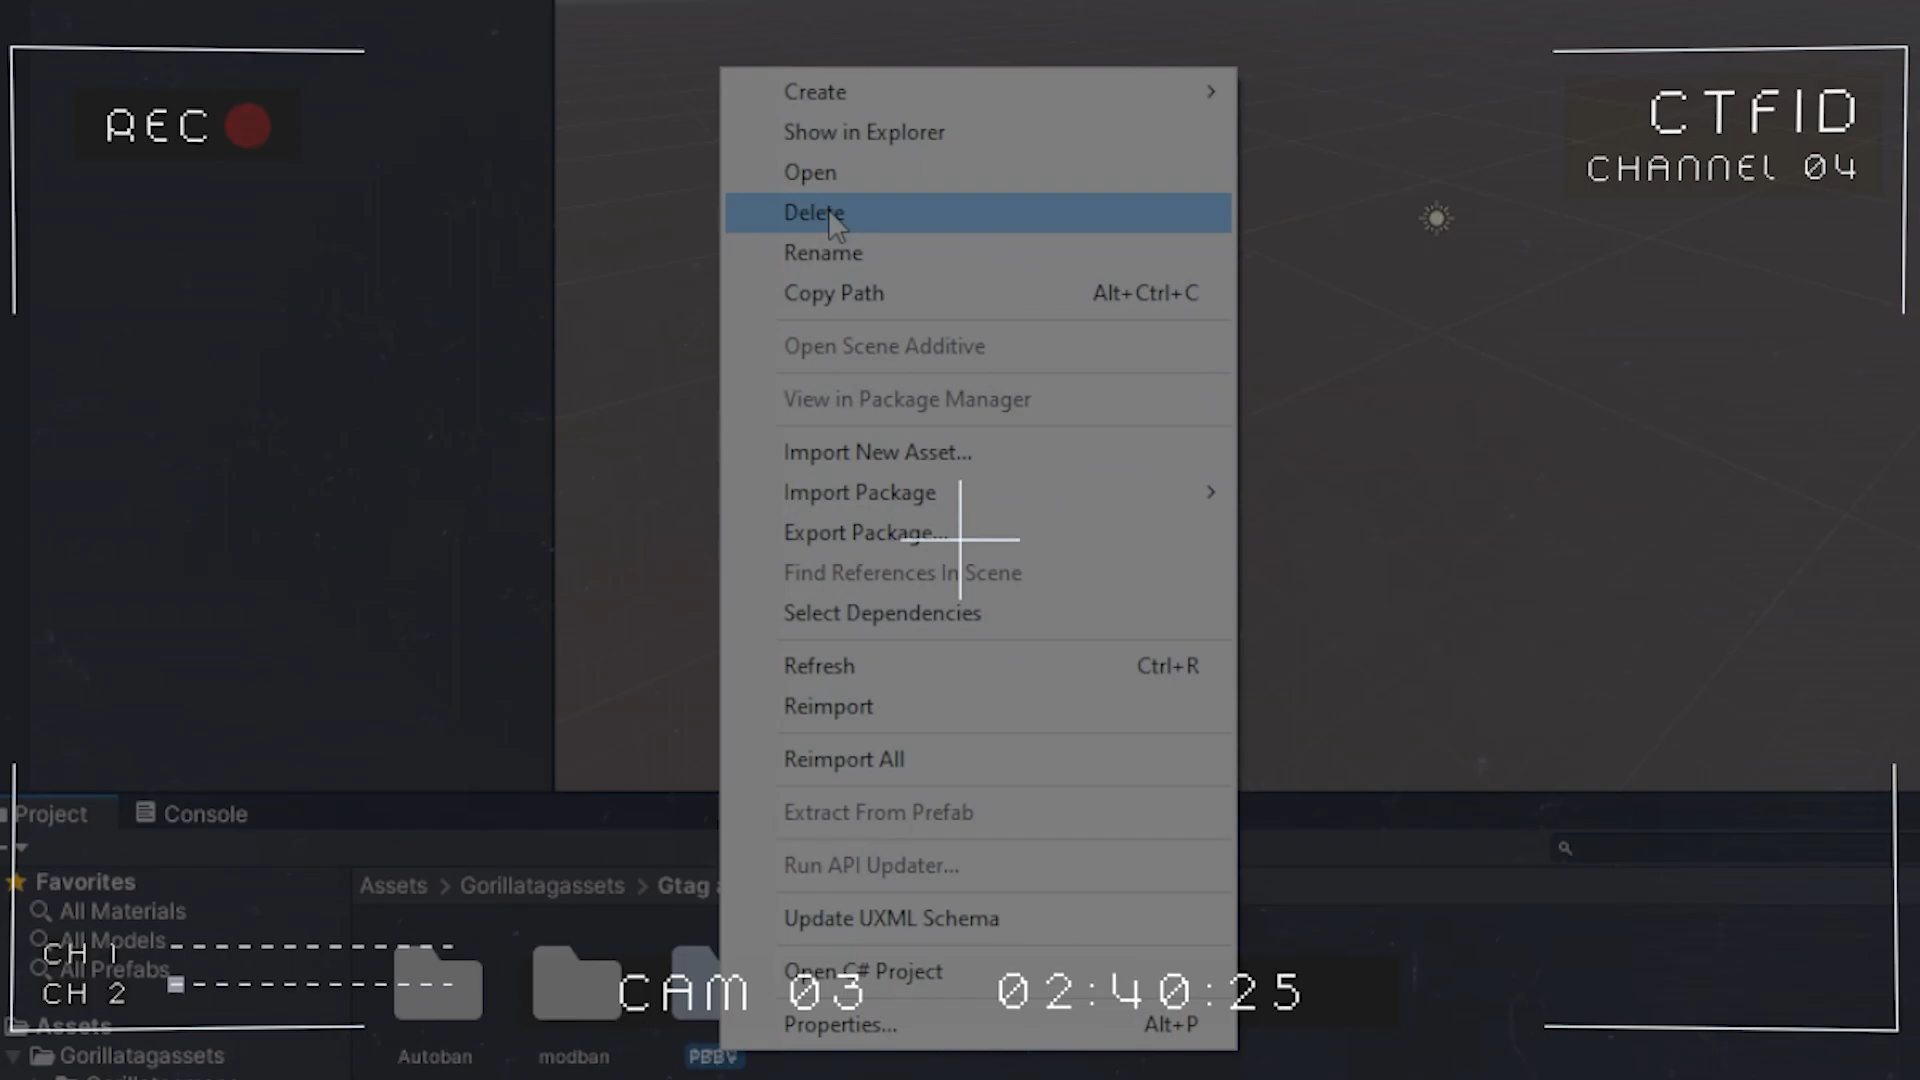 REC
CTFID
CHANNEL 04
Create
Show in Explorer
Open
Delete
Rename
Copy Path Alt+Ctrl+C
Open Scene Additive
View in Package Manager
Import New Asset...
Import Package
Export Package...
Find References In Scene
Select Dependencies
Refresh Ctrl+R
Reimport
Reimport All
Extract From Prefab
Run API Updater...
Update UXML Schema
Open C# Project
Properties... Alt+P
Project Console
Favorites
All Materials
All Models
All Prefabs
Assets
Gorillatagassets
Assets > Gorillatagassets > Gtag
Autoban modban
CH 1
CH 2
CAM 03 02:40:25